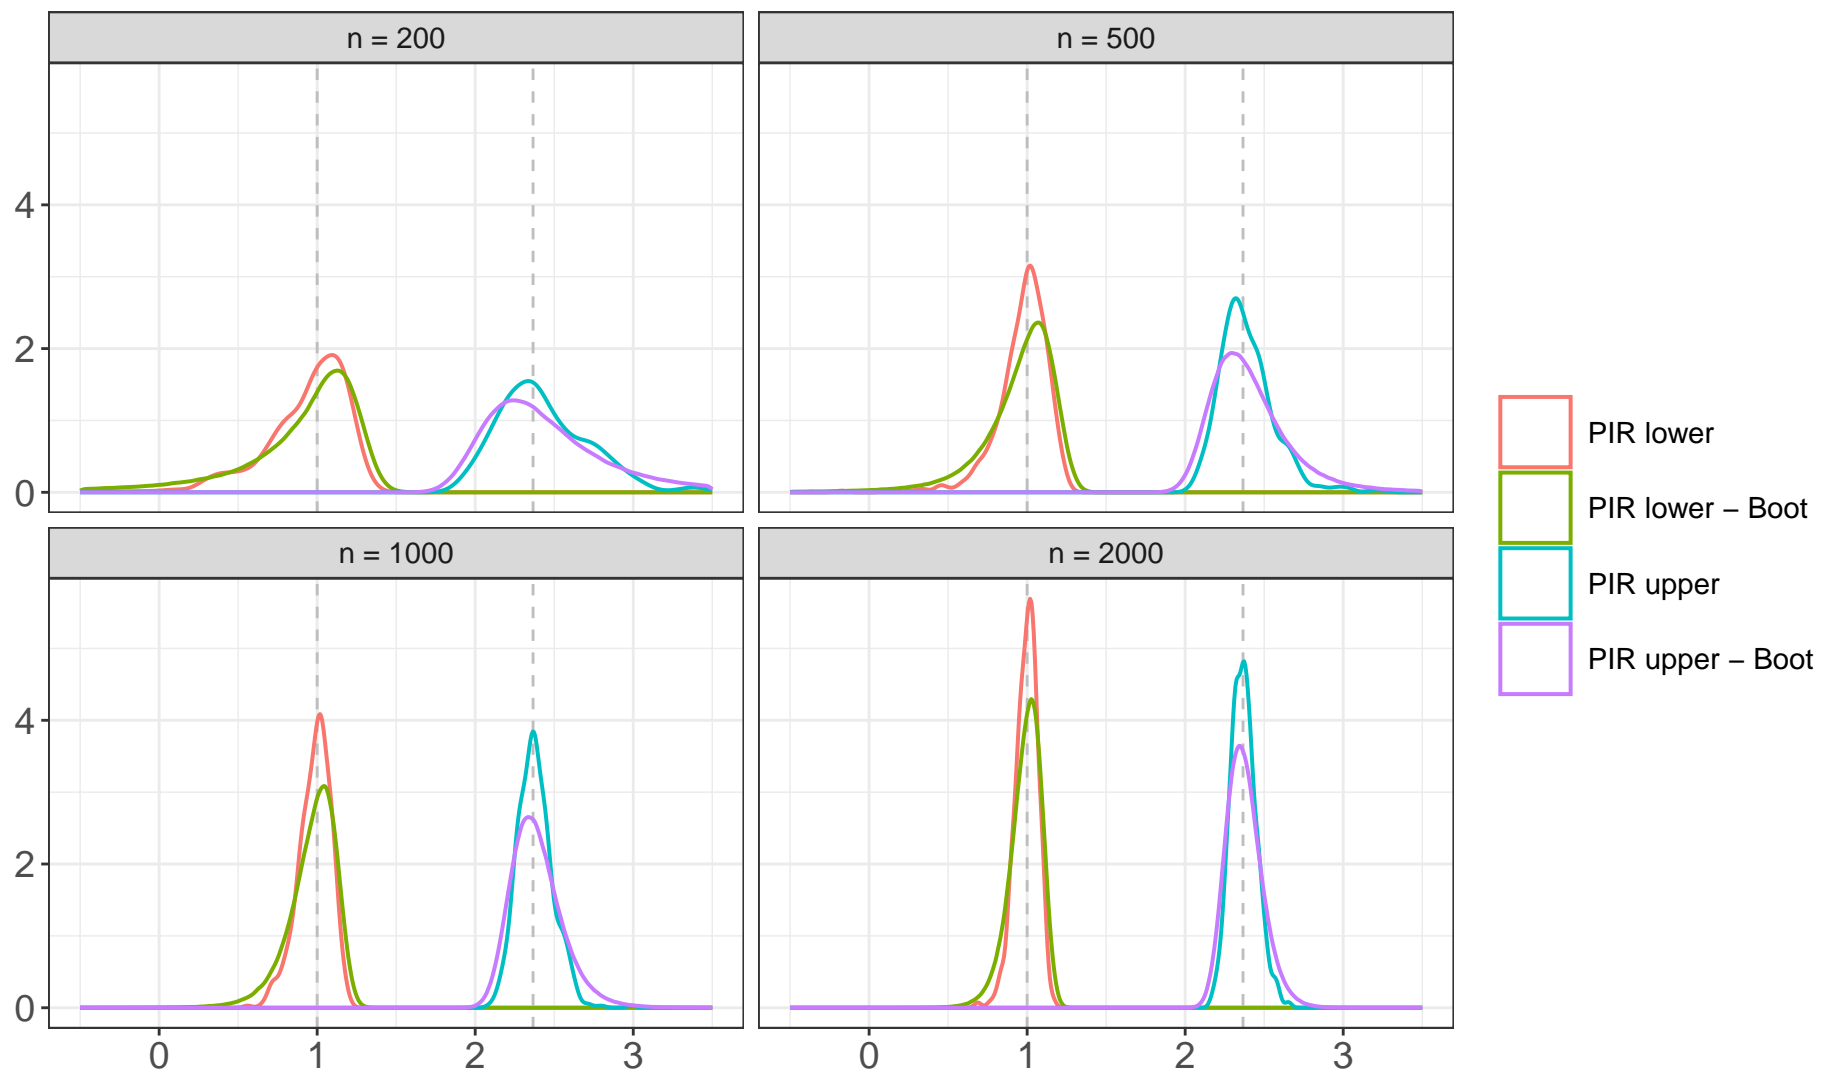 n = 200
n = 500
4
2
0
n = 1000
n = 2000
4
2
0
0 1 2 3
0 1 2 3
PIR lower
PIR lower – Boot
PIR upper
PIR upper – Boot